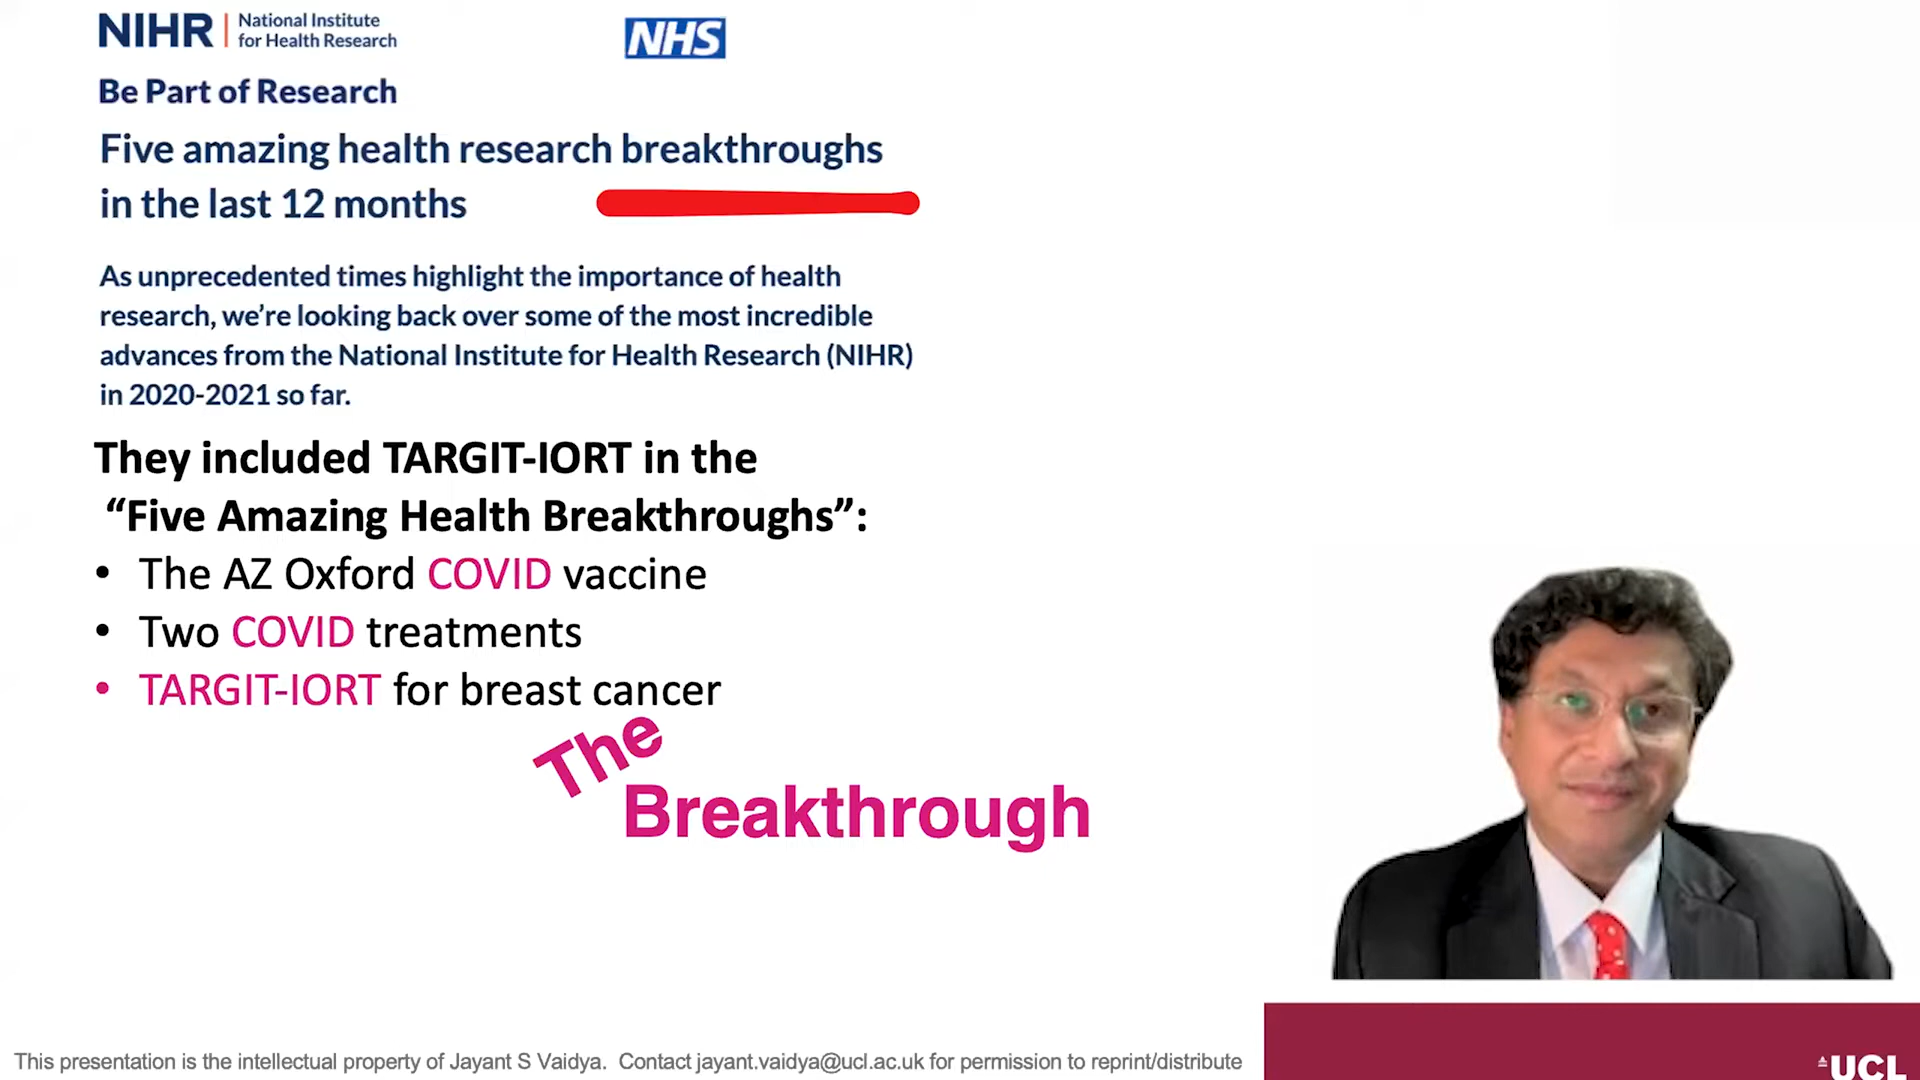 NIHR | National Institute
for Health Research
NHS
Be Part of Research
Five amazing health research breakthroughs
in the last 12 months
As unprecedented times highlight the importance of health
research, we’re looking back over some of the most incredible
advances from the National Institute for Health Research (NIHR)
in 2020-2021 so far.
They included TARGIT-IORT in the
“Five Amazing Health Breakthroughs”:
• The AZ Oxford COVID vaccine
• Two COVID treatments
• TARGIT-IORT for breast cancer
The
Breakthrough
This presentation is the intellectual property of Jayant S Vaidya. Contact jayant.vaidya@ucl.ac.uk for permission to reprint/distribute
UCL